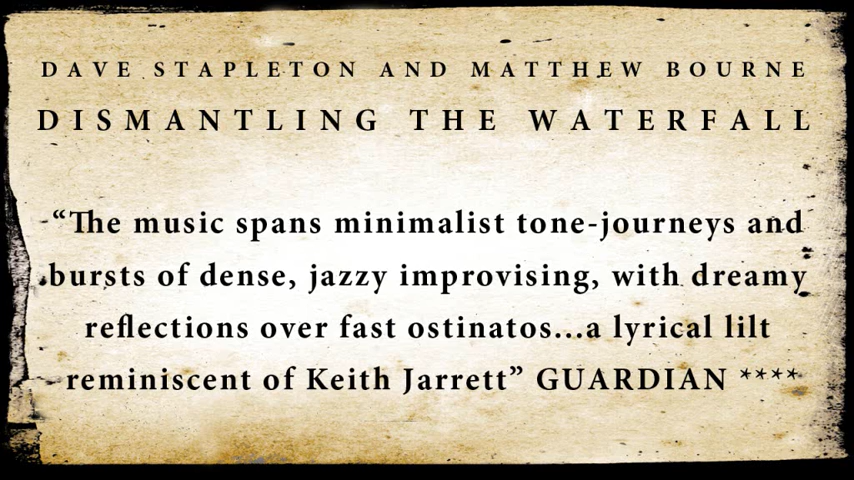 DAVE STAPLETON AND MATTHEW BOURNE
DISMANTLING THE WATERFALL
“The music spans minimalist tone-journeys and
bursts of dense, jazzy improvising, with dreamy
reflections over fast ostinatos...a lyrical lilt
reminiscent of Keith Jarrett” GUARDIAN ****